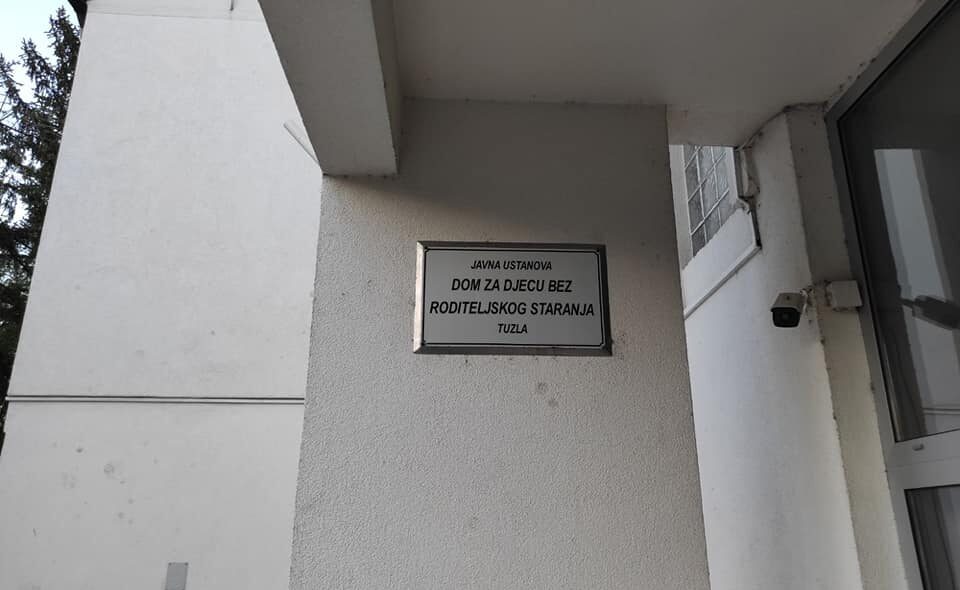 JAVNA USTANOVA
DOM ZA DJECU BEZ
RODITELJSKOG STARANJA
TUZLA